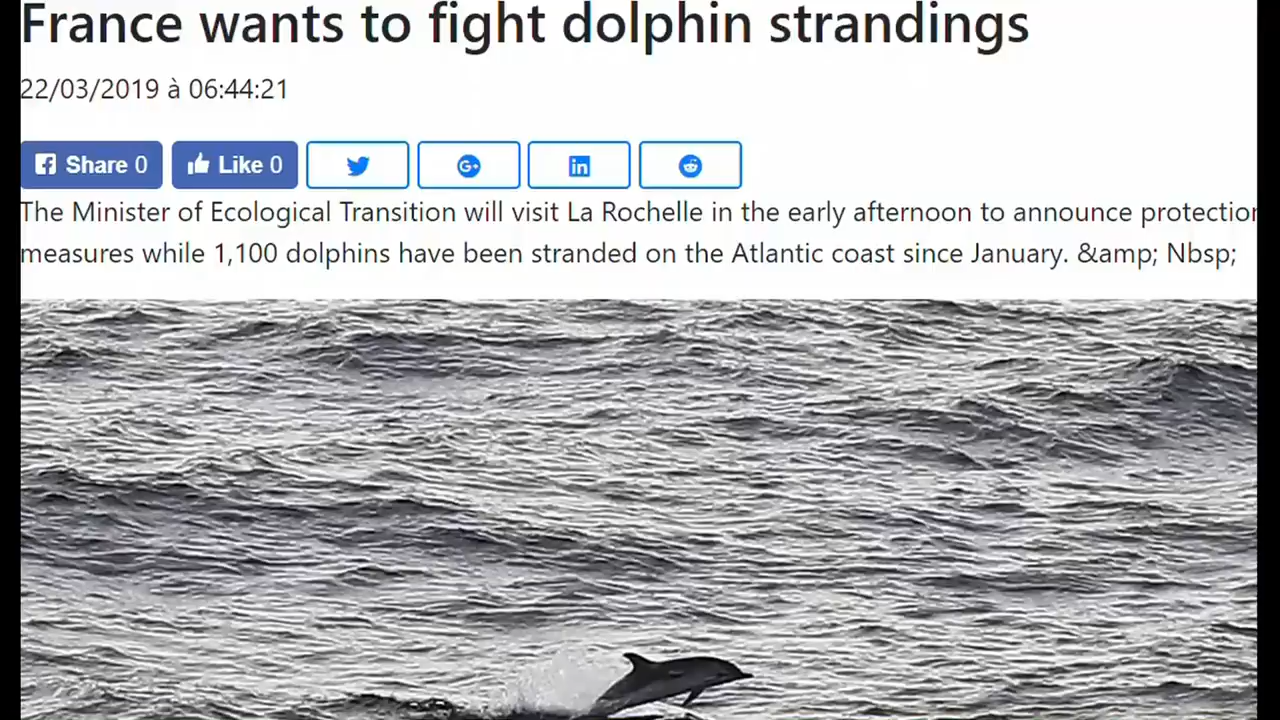 France wants to fight dolphin strandings
22/03/2019 à 06:44:21
Share 0
Like 0
The Minister of Ecological Transition will visit La Rochelle in the early afternoon to announce protection
measures while 1,100 dolphins have been stranded on the Atlantic coast since January. &amp; Nbsp;